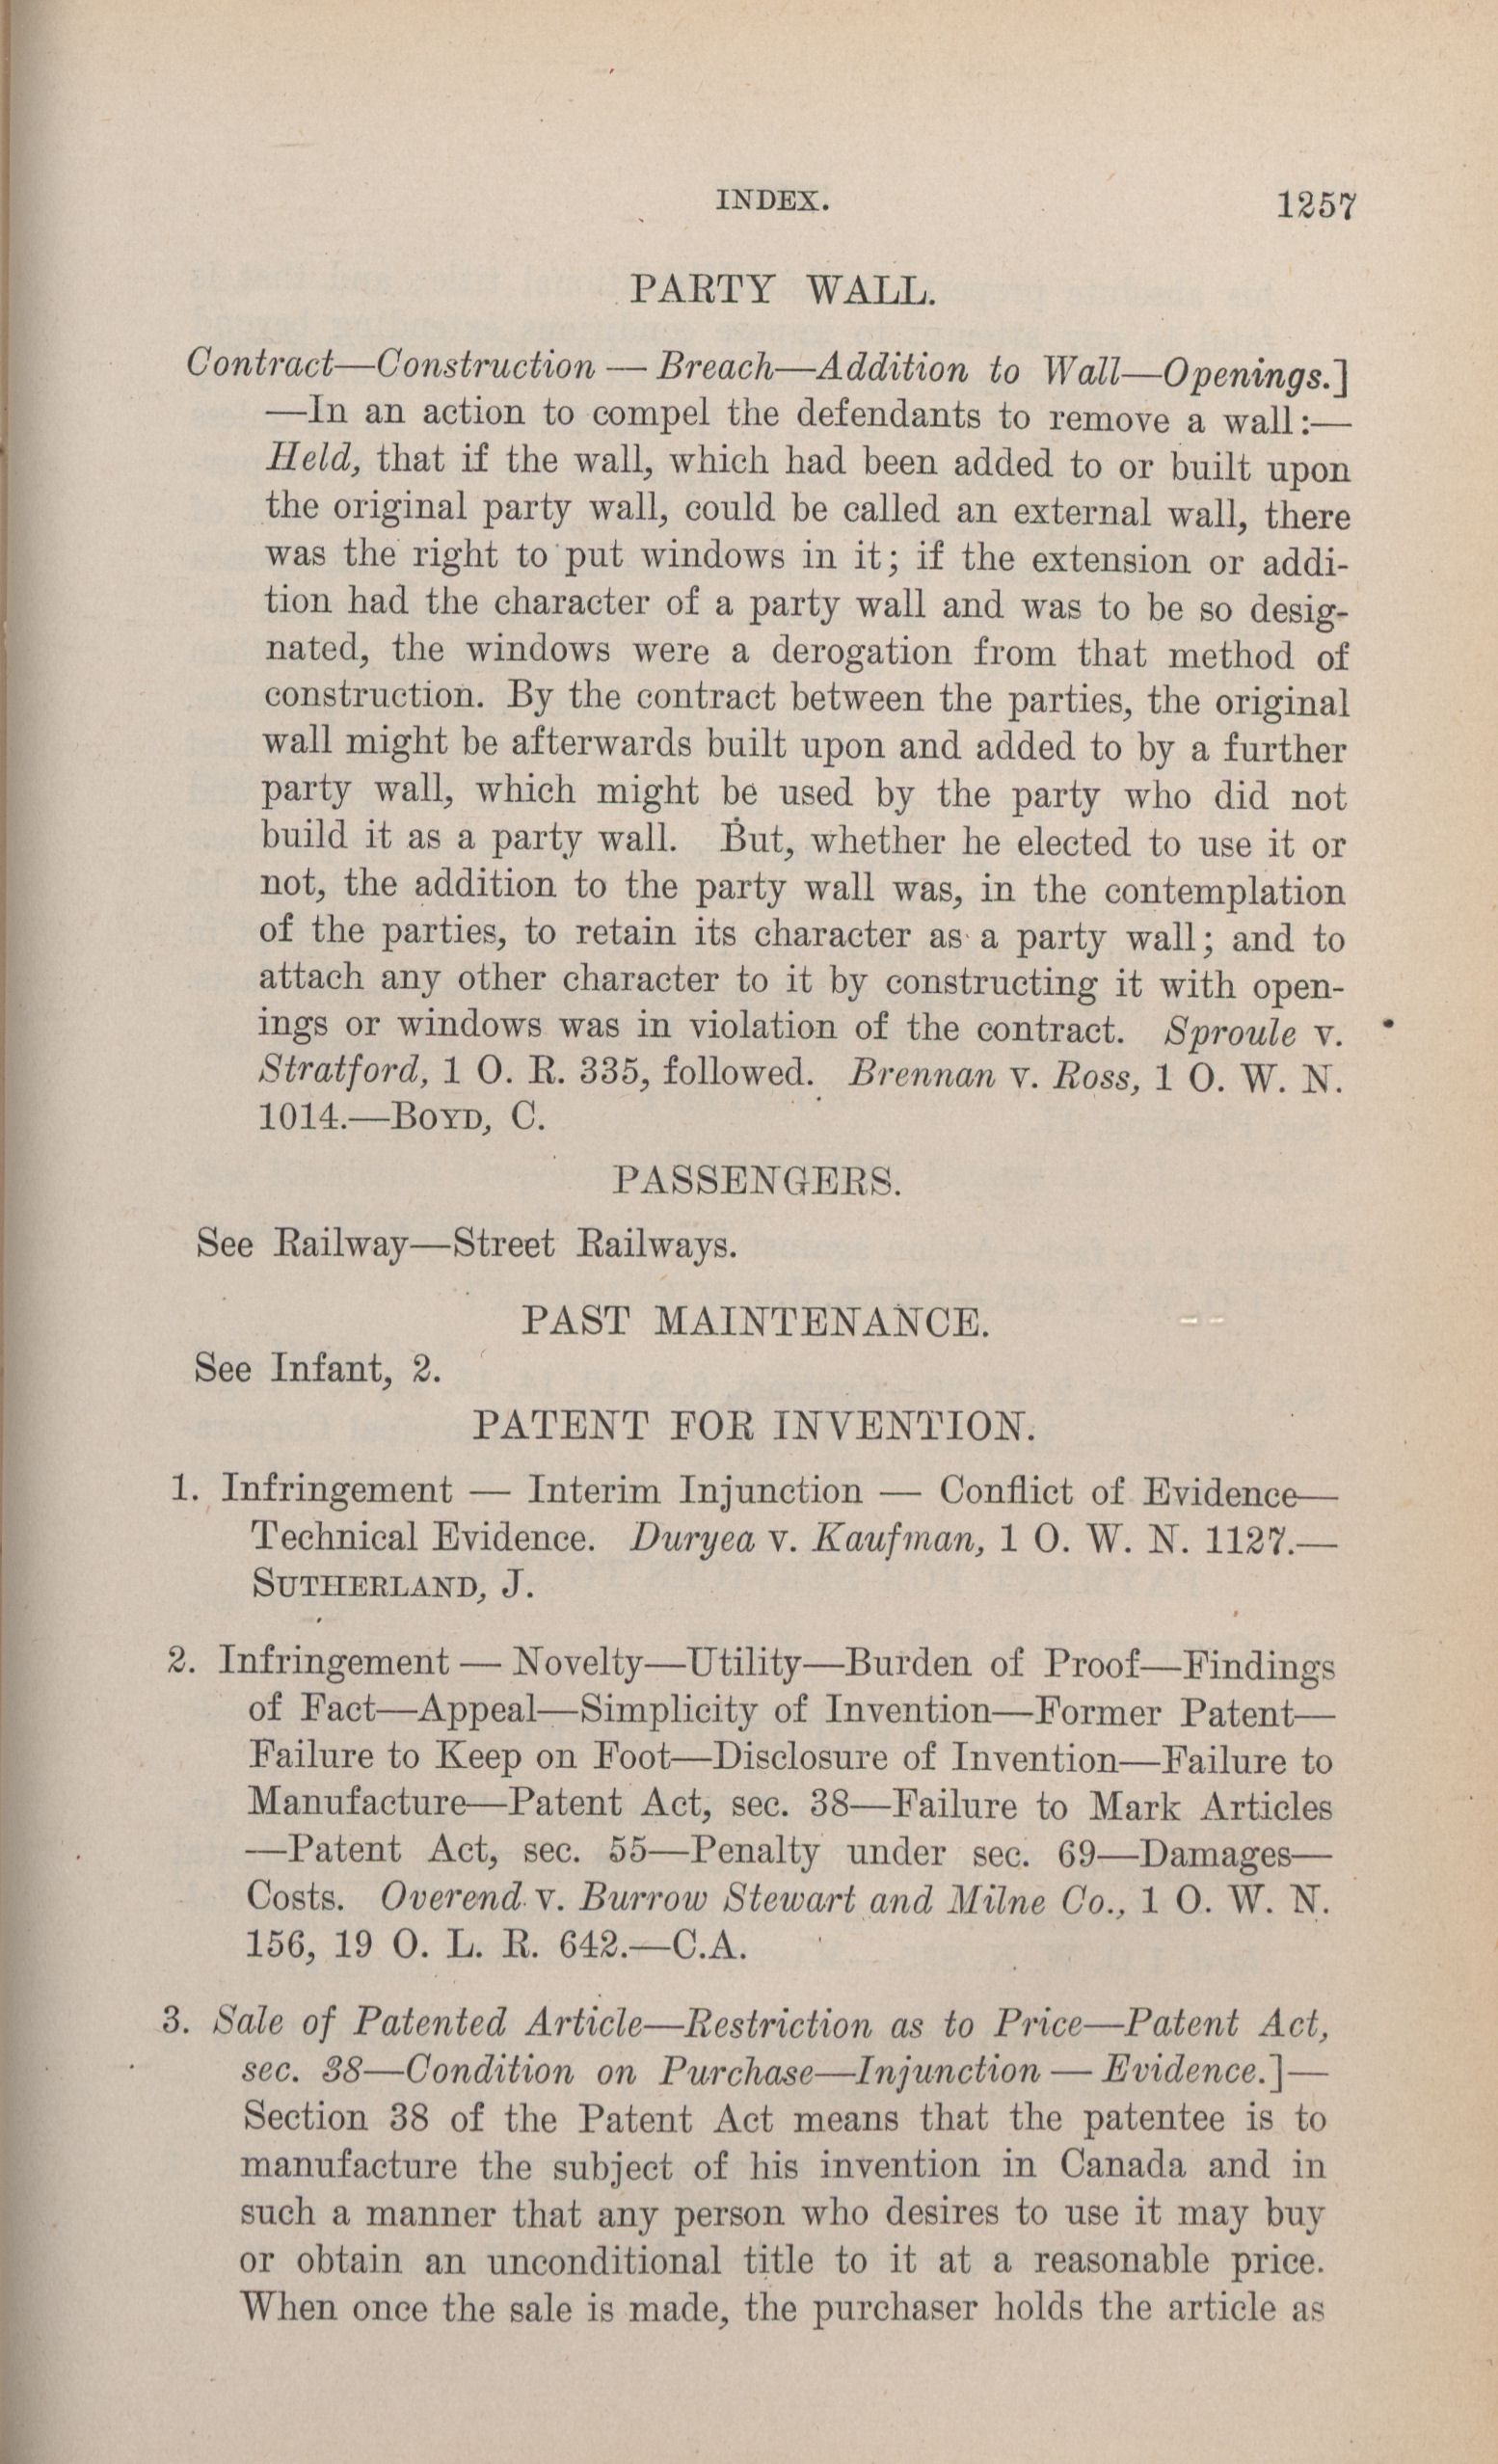 INDEX. 1257
PARTY WALL.
Contract—Construction — Breach—Addition to Wall—Openings.]
—In an action to compel the defendants to remove a wall:—
Held, that if the wall, which had been added to or built upon
the original party wall, could be called an external wall, there
was the right to put windows in it; if the extension or addi-
tion had the character of a party wall and was to be so desig-
nated, the windows were a derogation from that method of
construction. By the contract between the parties, the original
wall might be afterwards built upon and added to by a further
party wall, which might be used by the party who did not
build it as a party wall. But, whether he elected to use it or
not, the addition to the party wall was, in the contemplation
of the parties, to retain its character as a party wall; and to
attach any other character to it by constructing it with open-
ings or windows was in violation of the contract. Sproule v.
Stratford, 1 O. R. 335, followed. Brennan v. Ross, 1 O. W. N.
1014.—BOYD, C.
PASSENGERS.
See Railway—Street Railways.
PAST MAINTENANCE.
See Infant, 2.
PATENT FOR INVENTION.
1. Infringement — Interim Injunction — Conflict of Evidence—
Technical Evidence. Duryea v. Kaufman, 1 O. W. N. 1127.—
SUTHERLAND, J.
2. Infringement — Novelty—Utility—Burden of Proof—Findings
of Fact—Appeal—Simplicity of Invention—Former Patent—
Failure to Keep on Foot—Disclosure of Invention—Failure to
Manufacture—Patent Act, sec. 38—Failure to Mark Articles
—Patent Act, sec. 55—Penalty under sec. 69—Damages—
Costs. Overend v. Burrow Stewart and Milne Co., 1 O. W. N.
156, 19 O. L. R. 642.—C.A.
3. Sale of Patented Article—Restriction as to Price—Patent Act,
sec. 38—Condition on Purchase—Injunction — Evidence.]—
Section 38 of the Patent Act means that the patentee is to
manufacture the subject of his invention in Canada and in
such a manner that any person who desires to use it may buy
or obtain an unconditional title to it at a reasonable price.
When once the sale is made, the purchaser holds the article as